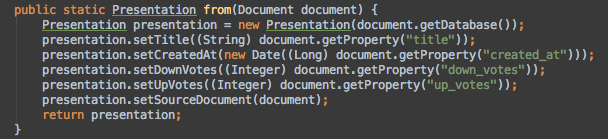 public static Presentation from(Document document) {
Presentation presentation = new Presentation(document.getDatabase());
presentation.setTitle((String) document.getProperty("title"));
presentation.setCreatedAt(new Date((Long) document.getProperty("created_at")));
presentation.setDownVotes((Integer) document.getProperty("down_votes"));
presentation.setUpVotes((Integer) document.getProperty("up_votes"));
presentation.setSourceDocument(document);
return presentation;
}